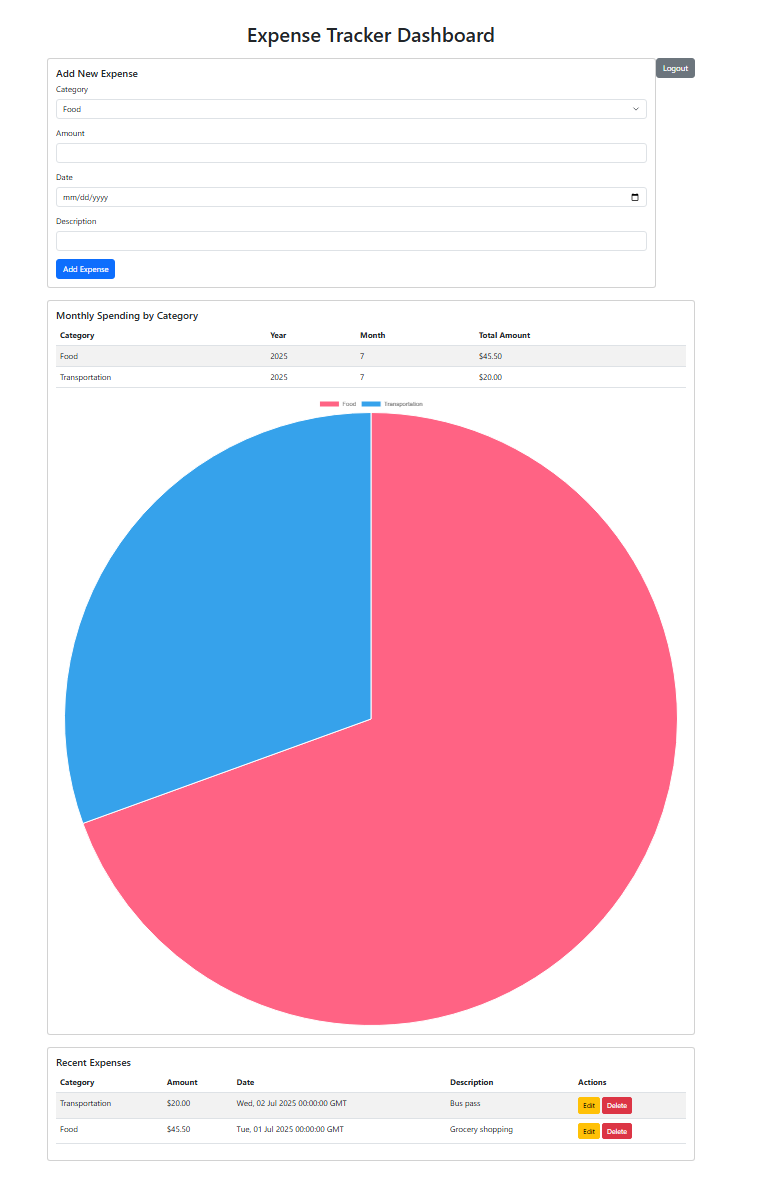 Expense Tracker Dashboard
Add New Expense
Logout
Category
Food
Amount
Date
mm/dd/yyyy
Description
Add Expense
Monthly Spending by Category
Category Year Month Total Amount
Food 2025 7 $45.50
Transportation 2025 7 $20.00
Food Transportation
Recent Expenses
Category Amount Date Description Actions
Transportation $20.00 Wed, 02 Jul 2025 00:00:00 GMT Bus pass Edit Delete
Food $45.50 Tue, 01 Jul 2025 00:00:00 GMT Grocery shopping Edit Delete